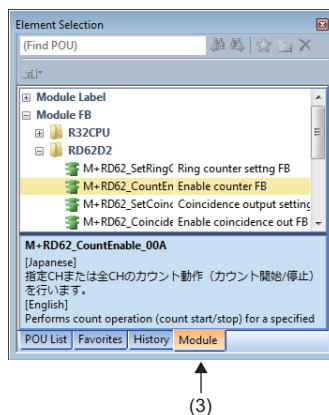 Element Selection
(Find POU)
Module Label
Module FB
R32CPU
RD62D2
M+RD62_SetRingC Ring counter settng FB
M+RD62_CountEn Enable counter FB
M+RD62_SetCoinc Coincidence output setting
M+RD62_Coincide Enable coincidence out FB
M+RD62_CountEnable_00A
[Japanese]
指定CHまたは全CHのカウント動作（カウント開始/停止）
を行います。
[English]
Performs count operation (count start/stop) for a specified
POU List Favorites History Module
(3)